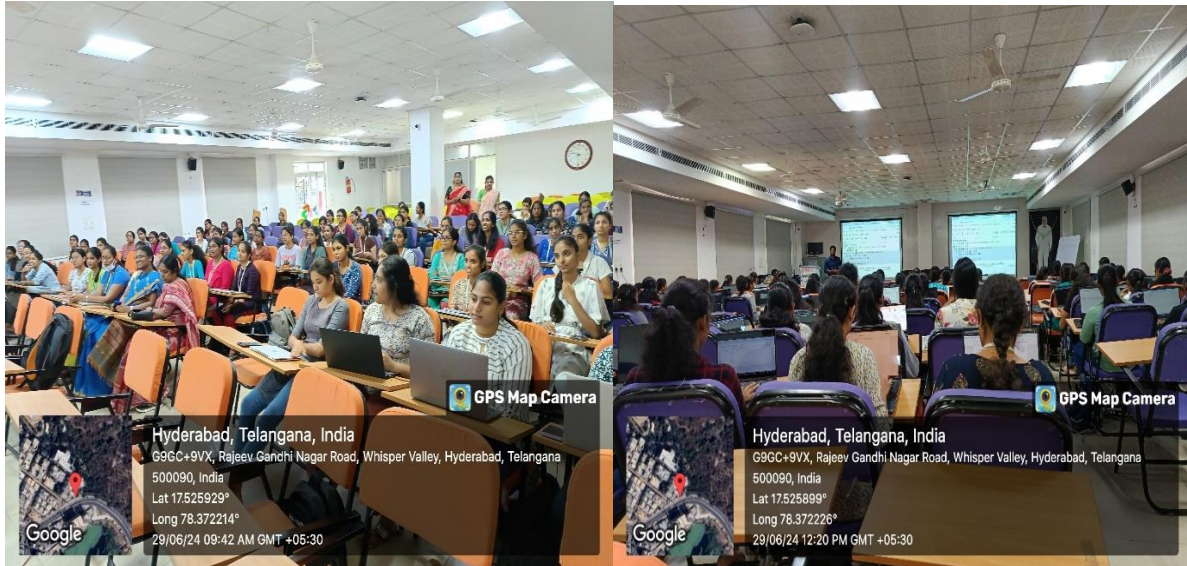 GPS Map Camera
Hyderabad, Telangana, India
G9GC+9VX, Rajeev Gandhi Nagar Road, Whisper Valley, Hyderabad, Telangana
500090, India
Lat 17.525929°
Long 78.372214°
29/06/24 09:42 AM GMT +05:30
Google
GPS Map Camera
Hyderabad, Telangana, India
G9GC+9VX, Rajeev Gandhi Nagar Road, Whisper Valley, Hyderabad, Telangana
500090, India
Lat 17.525899°
Long 78.372226°
29/06/24 12:20 PM GMT +05:30
Google